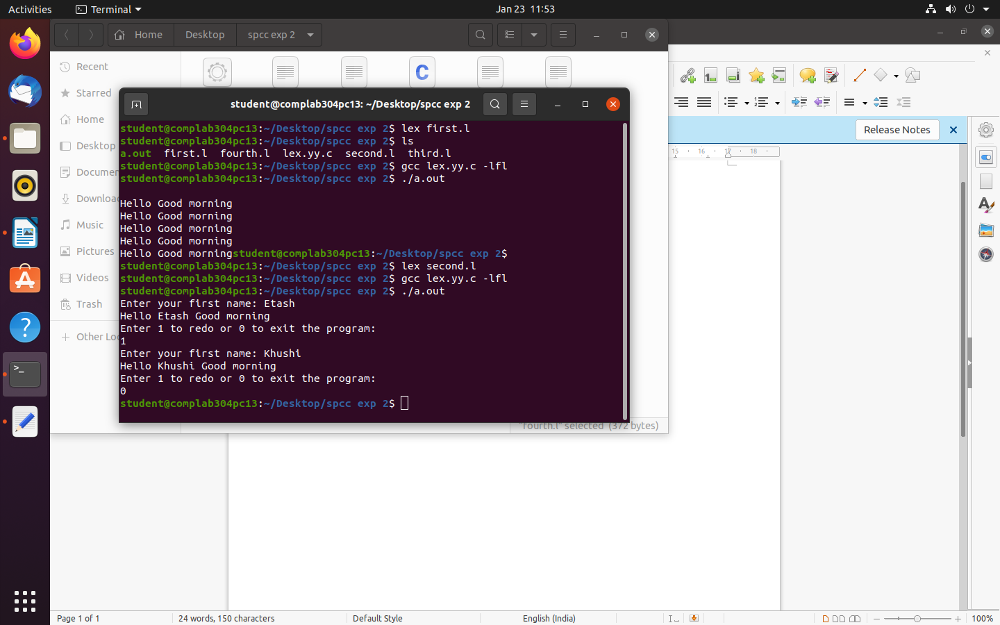 Activities
Terminal
Jan 23 11:53
Home
Desktop
spcc exp 2
Recent
Starred
Home
Desktop
Documen
Downloa
Music
Pictures
Videos
Trash
Other Loc
student@complab304pc13: ~/Desktop/spcc exp 2
student@complab304pc13:~/Desktop/spcc exp 2$ lex first.l
student@complab304pc13:~/Desktop/spcc exp 2$ ls
a.out first.l fourth.l lex.yy.c second.l third.l
student@complab304pc13:~/Desktop/spcc exp 2$ gcc lex.yy.c -lfl
student@complab304pc13:~/Desktop/spcc exp 2$ ./a.out
Hello Good morning
Hello Good morning
Hello Good morning
Hello Good morning
Hello Good morningstudent@complab304pc13:~/Desktop/spcc exp 2$
student@complab304pc13:~/Desktop/spcc exp 2$ lex second.l
student@complab304pc13:~/Desktop/spcc exp 2$ gcc lex.yy.c -lfl
student@complab304pc13:~/Desktop/spcc exp 2$ ./a.out
Enter your first name: Etash
Hello Etash Good morning
Enter 1 to redo or 0 to exit the program:
1
Enter your first name: Khushi
Hello Khushi Good morning
Enter 1 to redo or 0 to exit the program:
0
student@complab304pc13:~/Desktop/spcc exp 2$
"fourth.l" selected (372 bytes)
Release Notes
15 16 17 18
Page 1 of 1
24 words, 150 characters
Default Style
English (India)
100%